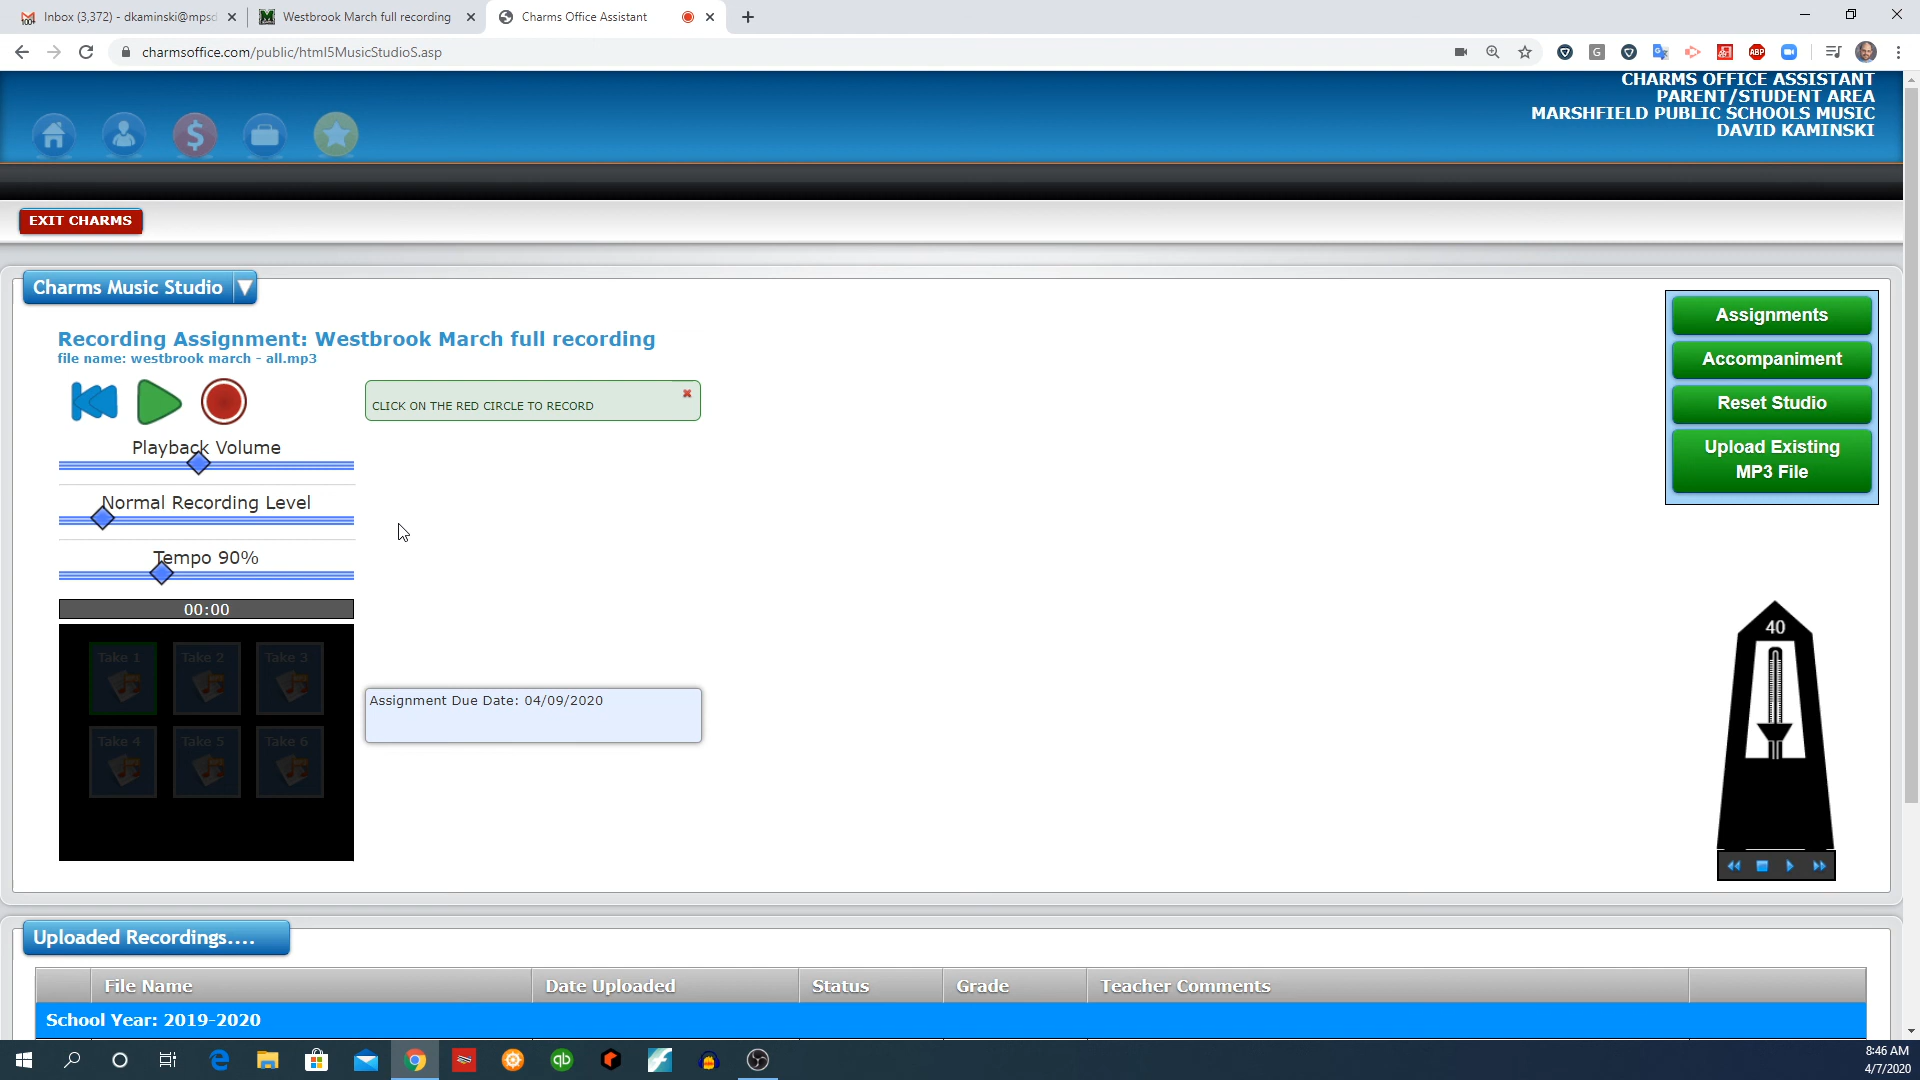 Inbox (3,372) - dkaminski@mpsd
Westbrook March full recording
Charms Office Assistant
charmsoffice.com/public/html5MusicStudioS.asp
CHARMS OFFICE ASSISTANT
PARENT/STUDENT AREA
MARSHFIELD PUBLIC SCHOOLS MUSIC
DAVID KAMINSKI
EXIT CHARMS
Charms Music Studio
Recording Assignment: Westbrook March full recording
file name: westbrook march - all.mp3
CLICK ON THE RED CIRCLE TO RECORD
Playback Volume
Normal Recording Level
Tempo 90%
00:00
Take 1 Take 2 Take 3
Take 4 Take 5 Take 6
Assignment Due Date: 04/09/2020
Assignments
Accompaniment
Reset Studio
Upload Existing
MP3 File
40
Uploaded Recordings....
File Name Date Uploaded Status Grade Teacher Comments
School Year: 2019-2020
8:46 AM
4/7/2020